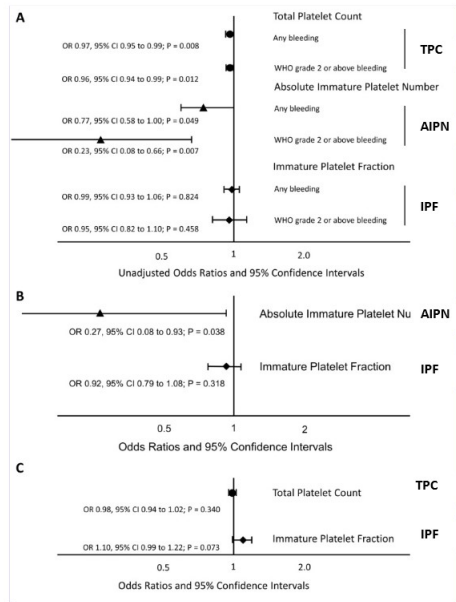 A
Total Platelet Count
Any bleeding
TPC
OR 0.97, 95% CI 0.95 to 0.99; P = 0.008
WHO grade 2 or above bleeding
OR 0.96, 95% CI 0.94 to 0.99; P = 0.012
Absolute Immature Platelet Number
Any bleeding
AIPN
OR 0.77, 95% CI 0.58 to 1.00; P = 0.049
WHO grade 2 or above bleeding
OR 0.23, 95% CI 0.08 to 0.66; P = 0.007
Immature Platelet Fraction
Any bleeding
IPF
OR 0.99, 95% CI 0.93 to 1.06; P = 0.824
WHO grade 2 or above bleeding
OR 0.95, 95% CI 0.82 to 1.10; P = 0.458
0.5 1 2.0
Unadjusted Odds Ratios and 95% Confidence Intervals
B
Absolute Immature Platelet Nu AIPN
OR 0.27, 95% CI 0.08 to 0.93; P = 0.038
Immature Platelet Fraction IPF
OR 0.92, 95% CI 0.79 to 1.08; P = 0.318
0.5 1 2
Odds Ratios and 95% Confidence Intervals
C
Total Platelet Count TPC
OR 0.98, 95% CI 0.94 to 1.02; P = 0.340
Immature Platelet Fraction IPF
OR 1.10, 95% CI 0.99 to 1.22; P = 0.073
0.5 1 2.0
Odds Ratios and 95% Confidence Intervals